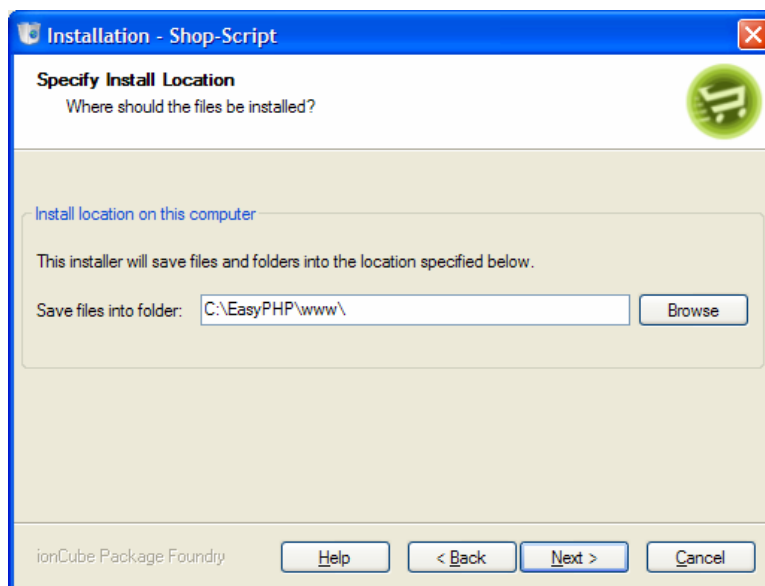 Installation - Shop-Script
Specify Install Location
Where should the files be installed?
Install location on this computer
This installer will save files and folders into the location specified below.
Save files into folder: C:\EasyPHP\www\ Browse
ionCube Package Foundry Help < Back Next > Cancel